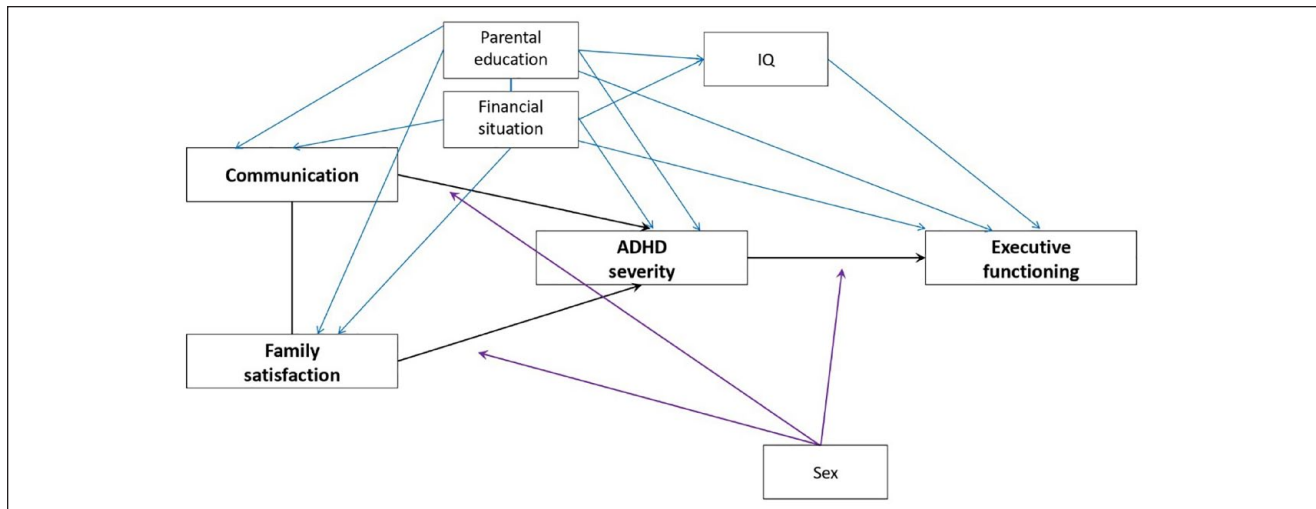 Parental
education
IQ
Financial
situation
Communication
ADHD
severity
Executive
functioning
Family
satisfaction
Sex